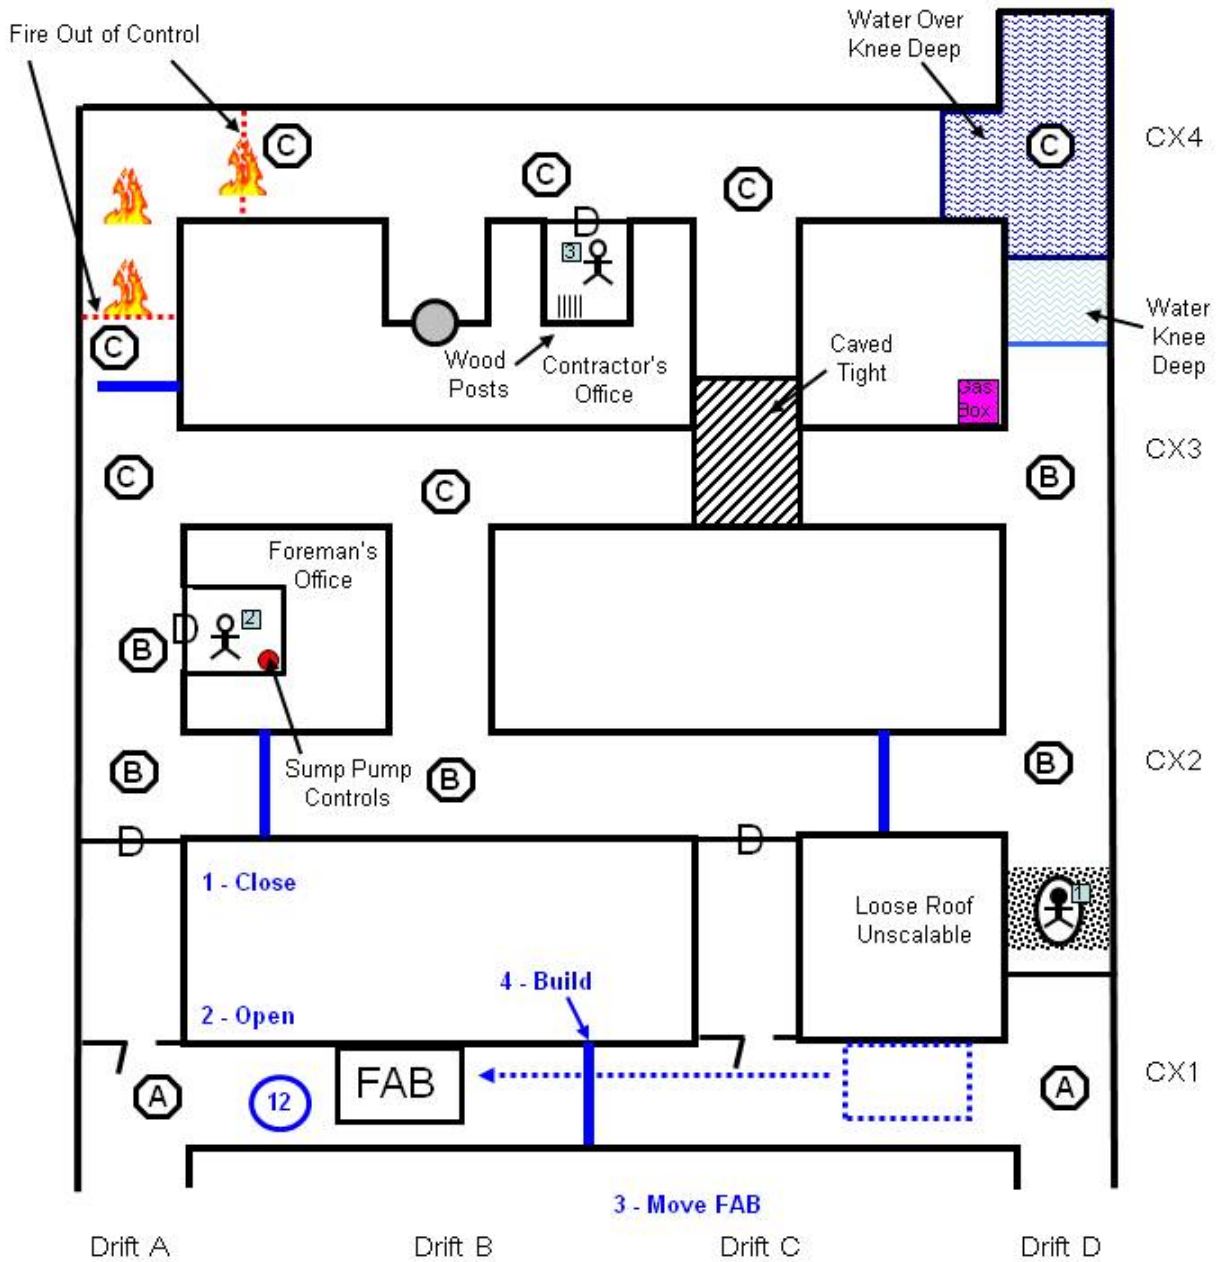 Fire Out of Control
Water Over
Knee Deep
C
C
C
C
CX4
D
3
C
Wood
Posts
Contractor's
Office
Caved
Tight
Water
Knee
Deep
Gas
Box
CX3
C
C
B
Foreman's
Office
D
2
B
B
Sump Pump
Controls
B
B
CX2
D
D
1 - Close
Loose Roof
Unscalable
1
4 - Build
2 - Open
A
12
FAB
A
CX1
3 - Move FAB
Drift A
Drift B
Drift C
Drift D